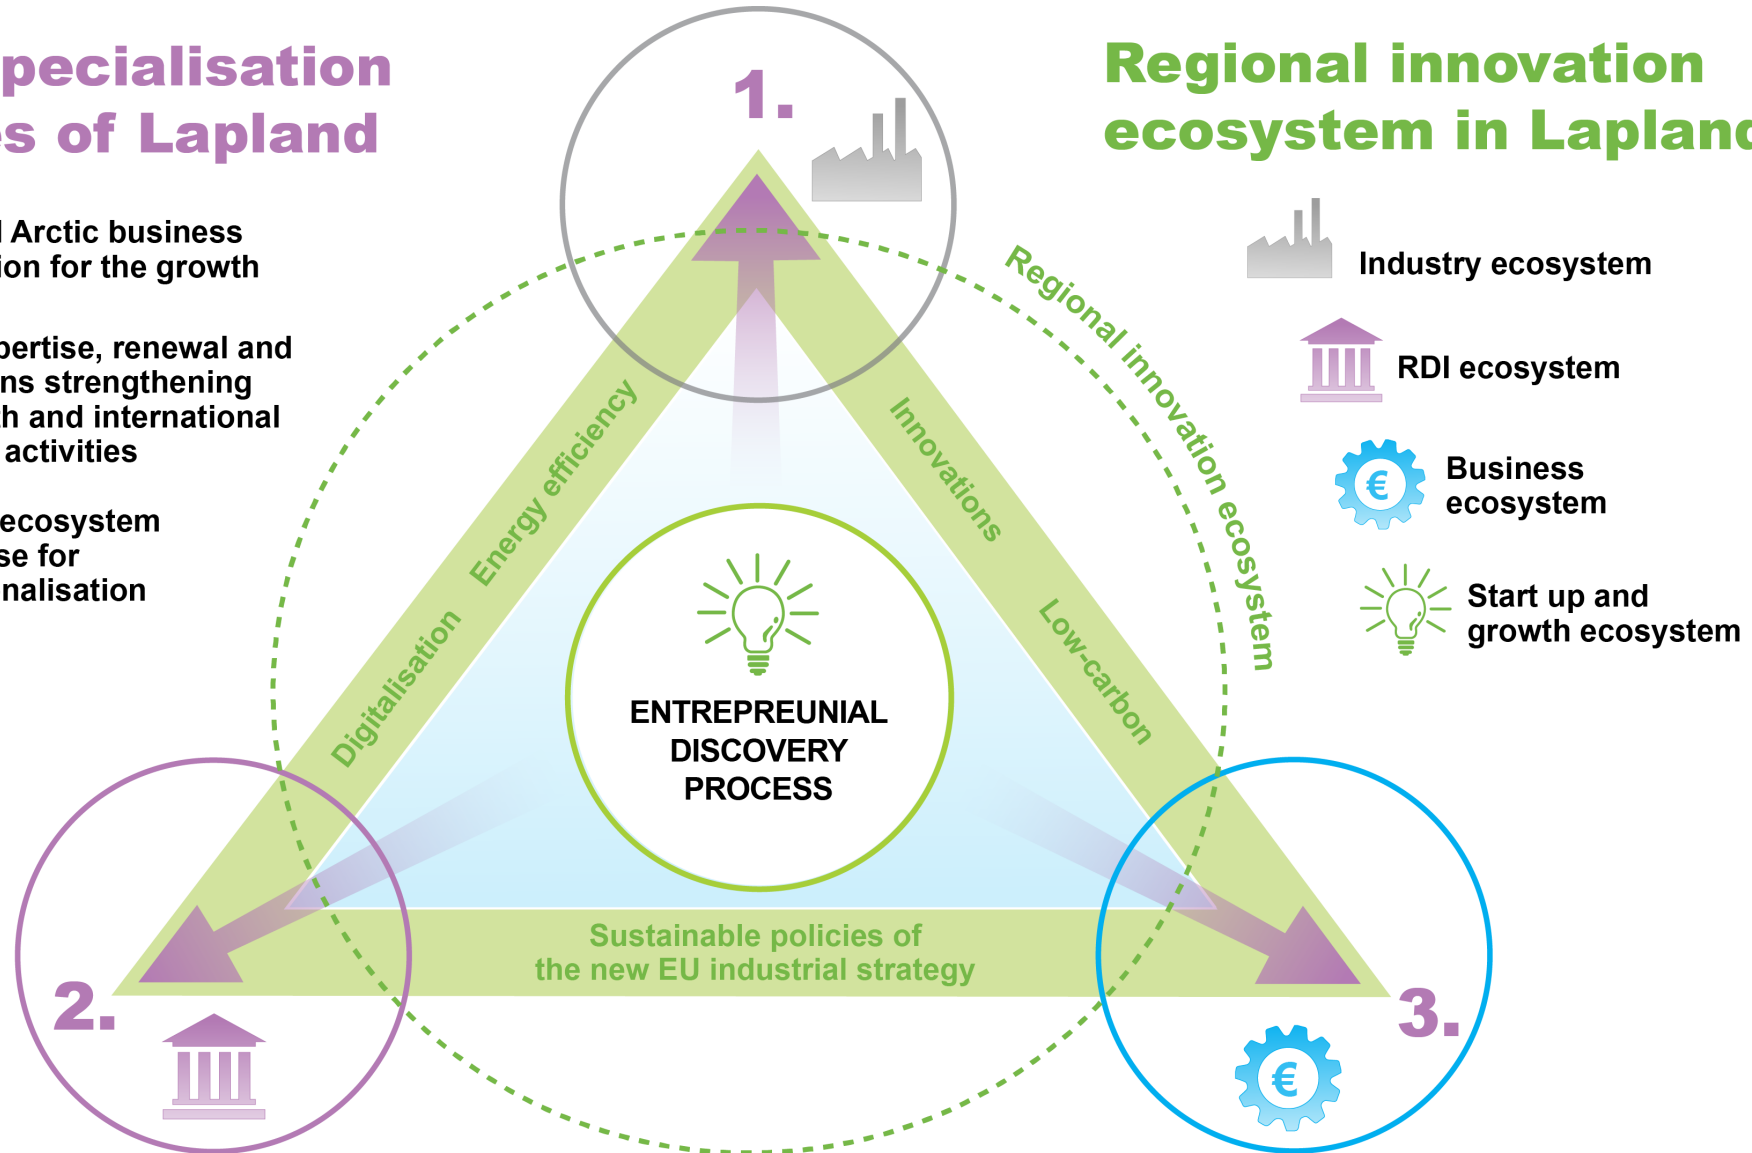 pecialisation
es of Lapland
l Arctic business
ion for the growth
pertise, renewal and
ns strengthening
th and international
activities
ecosystem
se for
nalisation
1.
Regional innovation
ecosystem in Lapland
Industry ecosystem
RDI ecosystem
€
Business
ecosystem
Start up and
growth ecosystem
Regional innovation ecosystem
Energy efficiency
Digitalisation
Innovations
Low-carbon
ENTREPREUNIAL
DISCOVERY
PROCESS
Sustainable policies of
the new EU industrial strategy
2.
3.
€